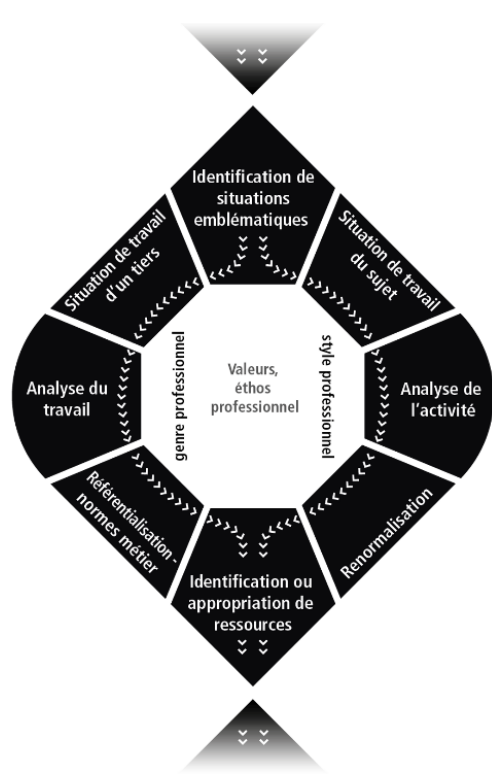 Identification de
situations
emblématiques
Situation de travail
d'un tiers
Situation de travail
du sujet
Analyse du
travail
genre professionnel
Valeurs,
éthos
professionnel
style professionnel
Analyse de
l'activité
Référentialisation -
normes métier
Renormalisation
Identification ou
appropriation de
ressources